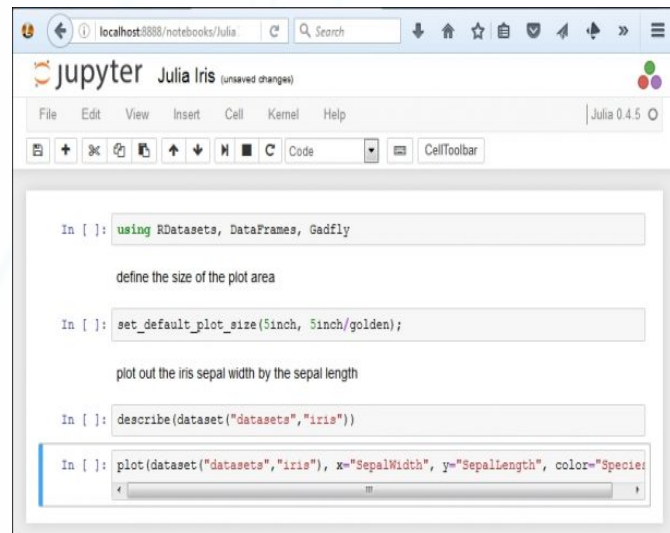 localhost:8888/notebooks/Julia
Search
jupyter Julia Iris (unsaved changes)
File Edit View Insert Cell Kernel Help Julia 0.4.5
Code CellToolbar
In [ ]: using RDatasets, DataFrames, Gadfly
define the size of the plot area
In [ ]: set_default_plot_size(5inch, 5inch/golden);
plot out the iris sepal width by the sepal length
In [ ]: describe(dataset("datasets","iris"))
In [ ]: plot(dataset("datasets","iris"), x="SepalWidth", y="SepalLength", color="Species